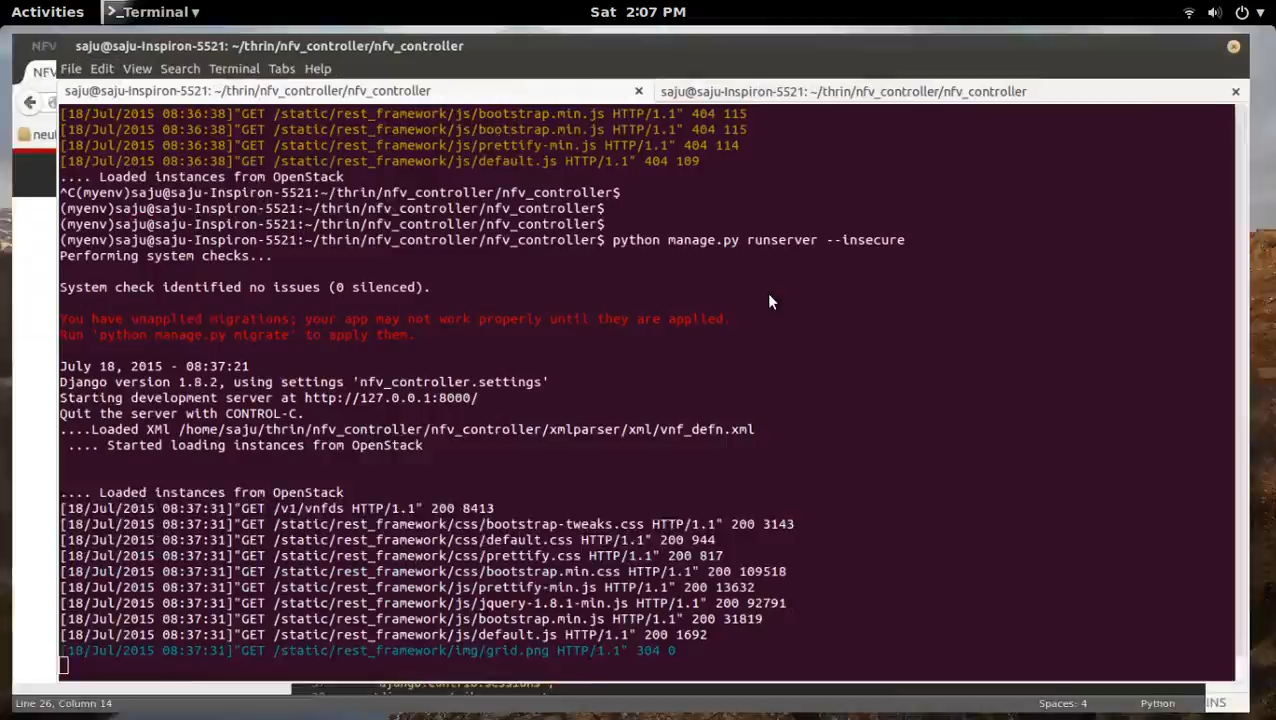 Activities
Terminal
Sat 2:07 PM
NFV
saju@saju-Inspiron-5521: ~/thrin/nfv_controller/nfv_controller
NFV
File Edit View Search Terminal Tabs Help
saju@saju-Inspiron-5521: ~/thrin/nfv_controller/nfv_controller
saju@saju-Inspiron-5521: ~/thrin/nfv_controller/nfv_controller
[18/Jul/2015 08:36:38]"GET /static/rest_framework/js/bootstrap.min.js HTTP/1.1" 404 115
[18/Jul/2015 08:36:38]"GET /static/rest_framework/js/bootstrap.min.js HTTP/1.1" 404 115
[18/Jul/2015 08:36:38]"GET /static/rest_framework/js/prettify-min.js HTTP/1.1" 404 114
[18/Jul/2015 08:36:38]"GET /static/rest_framework/js/default.js HTTP/1.1" 404 109
.... Loaded instances from OpenStack
^C(myenv)saju@saju-Inspiron-5521:~/thrin/nfv_controller/nfv_controller$
(myenv)saju@saju-Inspiron-5521:~/thrin/nfv_controller/nfv_controller$
(myenv)saju@saju-Inspiron-5521:~/thrin/nfv_controller/nfv_controller$
(myenv)saju@saju-Inspiron-5521:~/thrin/nfv_controller/nfv_controller$ python manage.py runserver --insecure
Performing system checks...
System check identified no issues (0 silenced).
You have unapplied migrations; your app may not work properly until they are applied.
Run 'python manage.py migrate' to apply them.
July 18, 2015 - 08:37:21
Django version 1.8.2, using settings 'nfv_controller.settings'
Starting development server at http://127.0.0.1:8000/
Quit the server with CONTROL-C.
....Loaded XMl /home/saju/thrin/nfv_controller/nfv_controller/xmlparser/xml/vnf_defn.xml
.... Started loading instances from OpenStack
.... Loaded instances from OpenStack
[18/Jul/2015 08:37:31]"GET /v1/vnfds HTTP/1.1" 200 8413
[18/Jul/2015 08:37:31]"GET /static/rest_framework/css/bootstrap-tweaks.css HTTP/1.1" 200 3143
[18/Jul/2015 08:37:31]"GET /static/rest_framework/css/default.css HTTP/1.1" 200 944
[18/Jul/2015 08:37:31]"GET /static/rest_framework/css/prettify.css HTTP/1.1" 200 817
[18/Jul/2015 08:37:31]"GET /static/rest_framework/css/bootstrap.min.css HTTP/1.1" 200 109518
[18/Jul/2015 08:37:31]"GET /static/rest_framework/js/prettify-min.js HTTP/1.1" 200 13632
[18/Jul/2015 08:37:31]"GET /static/rest_framework/js/jquery-1.8.1-min.js HTTP/1.1" 200 92791
[18/Jul/2015 08:37:31]"GET /static/rest_framework/js/bootstrap.min.js HTTP/1.1" 200 31819
[18/Jul/2015 08:37:31]"GET /static/rest_framework/js/default.js HTTP/1.1" 200 1692
[18/Jul/2015 08:37:31]"GET /static/rest_framework/img/grid.png HTTP/1.1" 304 0
Line 26, Column 14
Spaces: 4
Python
INS